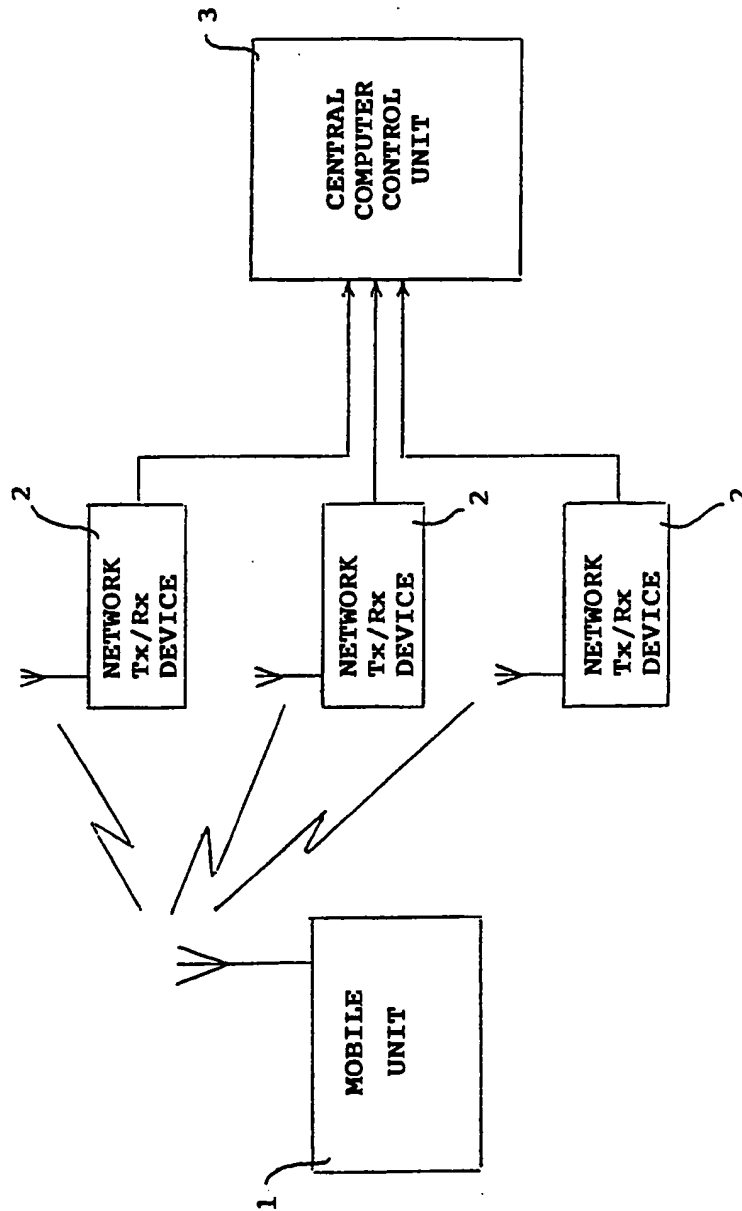 1
MOBILE
UNIT
2
NETWORK
Tx/Rx
DEVICE
2
NETWORK
Tx/Rx
DEVICE
2
NETWORK
Tx/Rx
DEVICE
3
CENTRAL
COMPUTER
CONTROL
UNIT